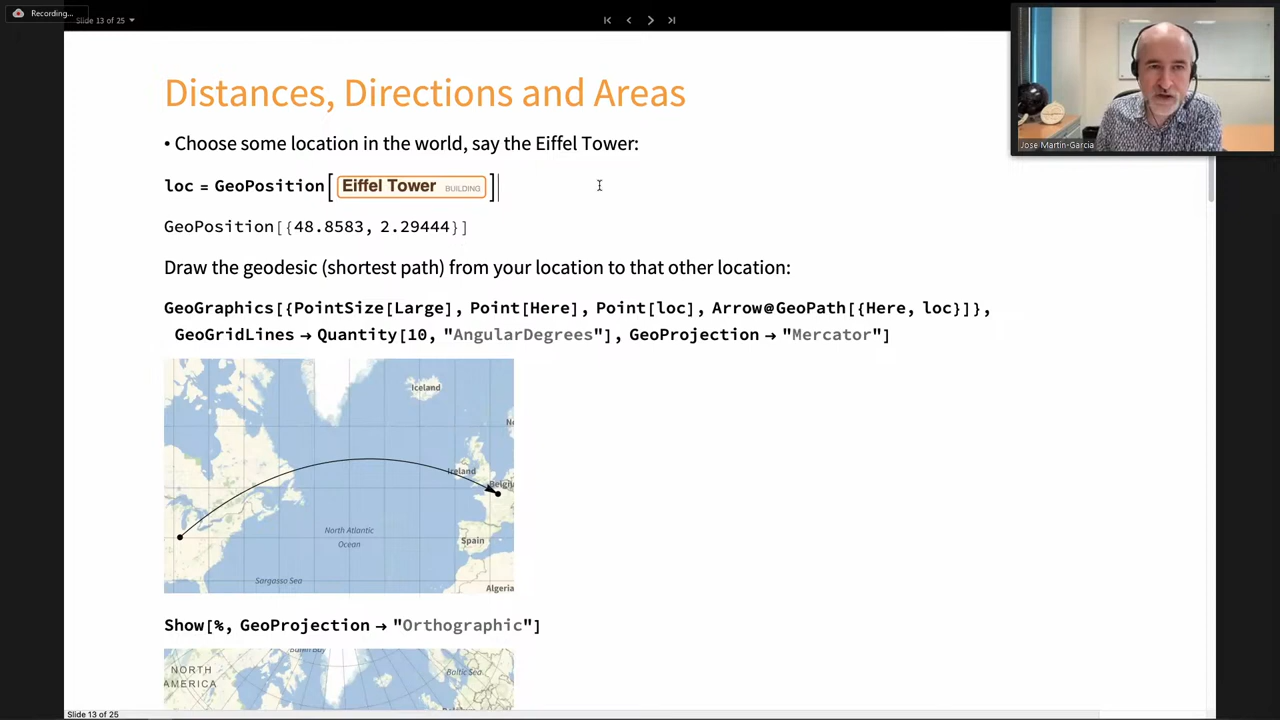 Recording...
Slide 13 of 25
Distances, Directions and Areas
• Choose some location in the world, say the Eiffel Tower:
loc = GeoPosition[ Eiffel Tower BUILDING ]
GeoPosition[{48.8583, 2.29444}]
Draw the geodesic (shortest path) from your location to that other location:
GeoGraphics[{PointSize[Large], Point[Here], Point[loc], Arrow@GeoPath[{Here, loc}]},
GeoGridLines → Quantity[10, "AngularDegrees"], GeoProjection → "Mercator"]
Iceland
Iceland
North Atlantic
Ocean
Spain
Sargasso Sea
Algeria
Show[%, GeoProjection → "Orthographic"]
Baffin Bay
NORTH
AMERICA
Baltic Sea
Slide 13 of 25
Jose Martin-Garcia